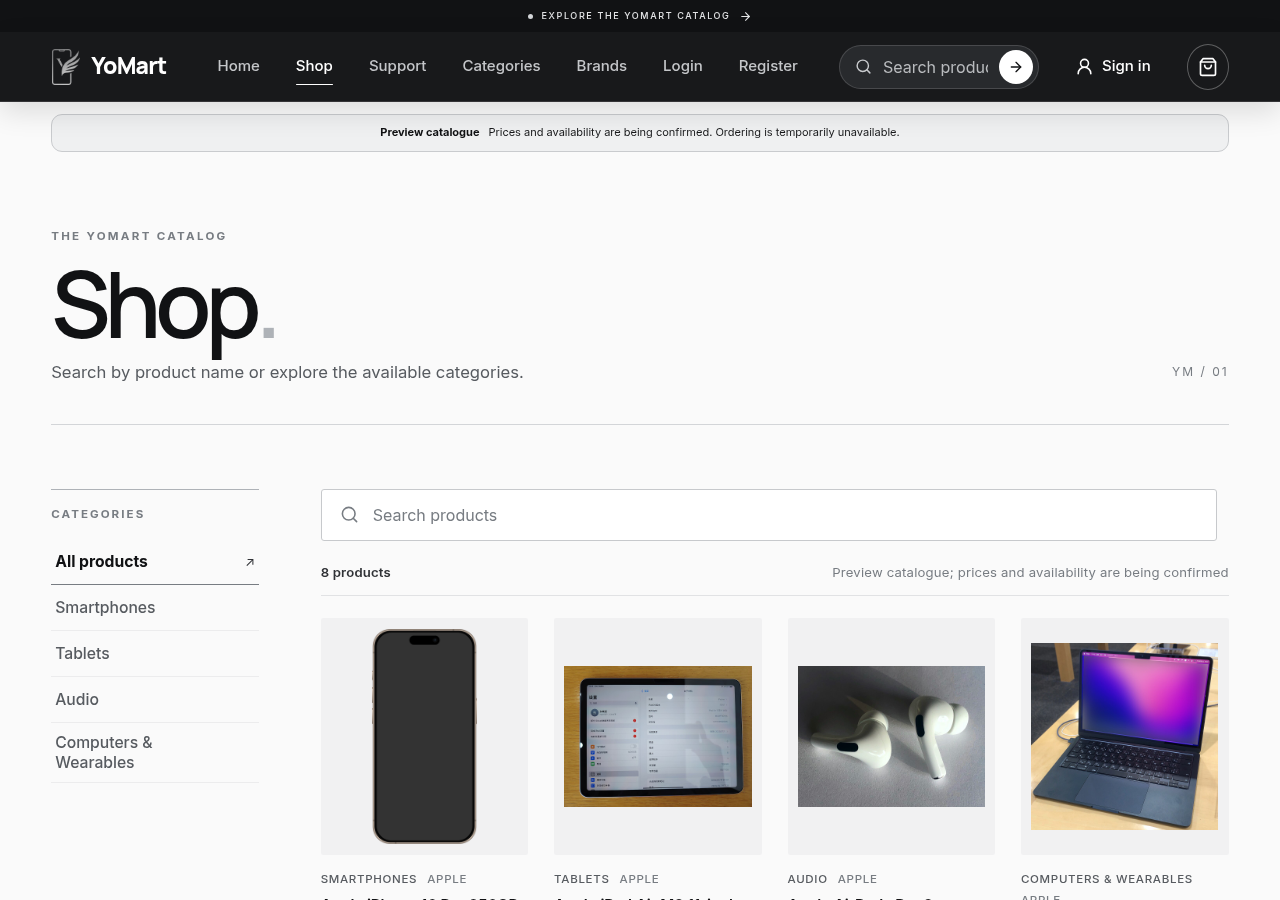 EXPLORE THE YOMART CATALOG
YoMart
Home
Shop
Support
Categories
Brands
Login
Register
Search produc
Sign in
Preview catalogue Prices and availability are being confirmed. Ordering is temporarily unavailable.
THE YOMART CATALOG
Shop.
Search by product name or explore the available categories.
YM / 01
CATEGORIES
All products
Smartphones
Tablets
Audio
Computers &
Wearables
Search products
8 products
Preview catalogue; prices and availability are being confirmed
SMARTPHONES APPLE
TABLETS APPLE
AUDIO APPLE
COMPUTERS & WEARABLES
APPLE